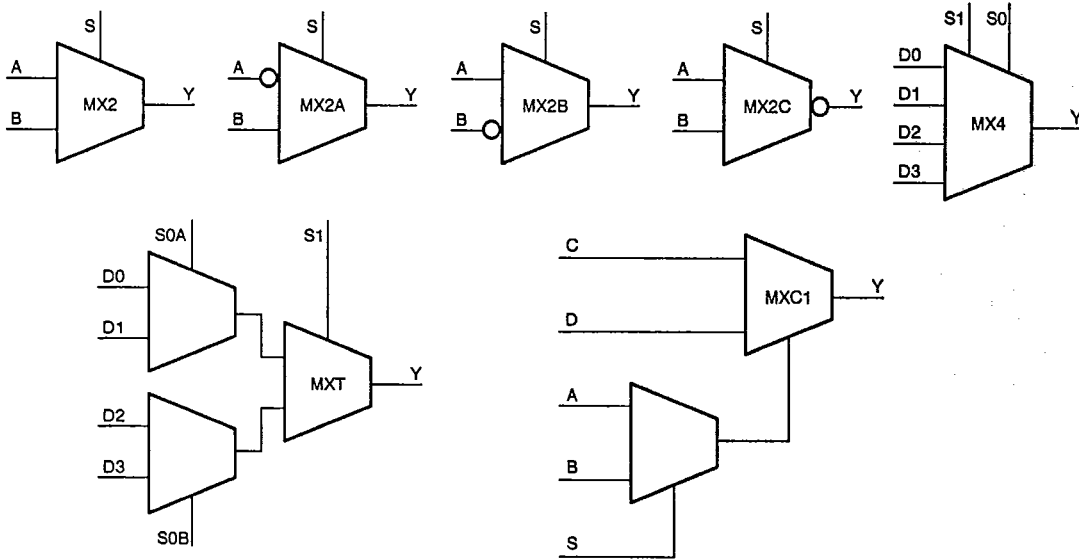 S S S S S1 S0
A MX2 Y B
A MX2A Y B
A MX2B Y B
A MX2C Y B
D0 D1 D2 D3 MX4 Y
S0A S1
D0
D1
MXT Y
D2
D3
S0B
C
MXC1 Y
D
A
B
S